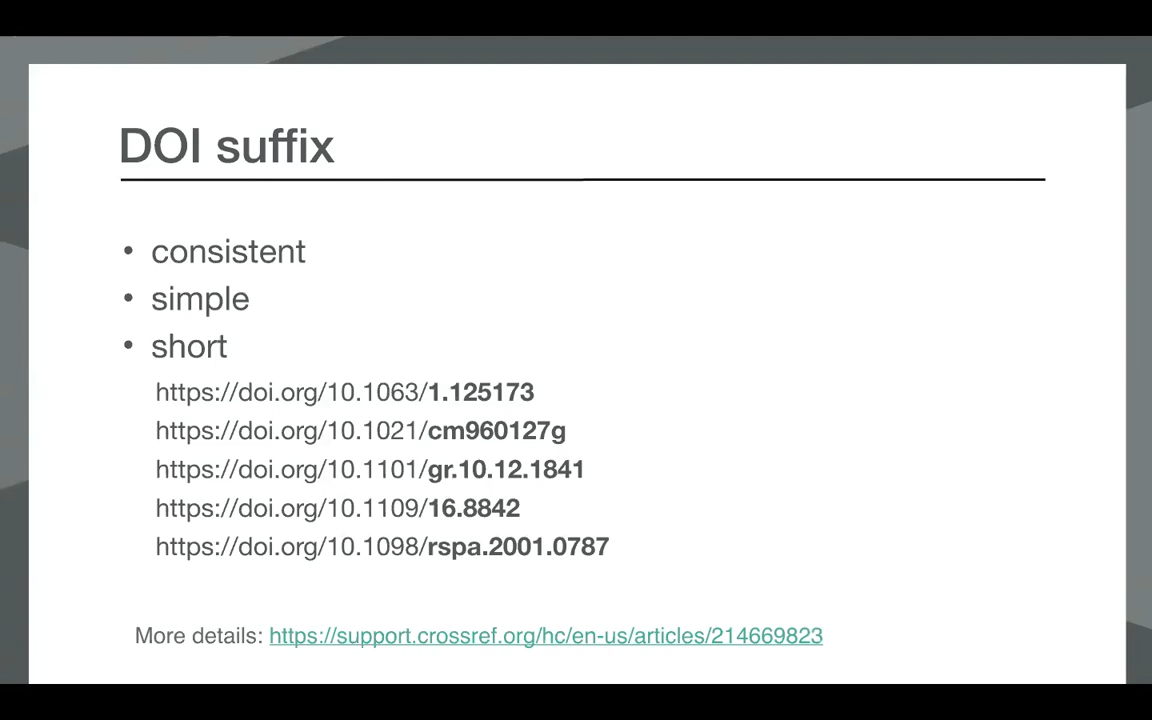 DOI suffix
• consistent
• simple
• short
https://doi.org/10.1063/1.125173
https://doi.org/10.1021/cm960127g
https://doi.org/10.1101/gr.10.12.1841
https://doi.org/10.1109/16.8842
https://doi.org/10.1098/rspa.2001.0787
More details: https://support.crossref.org/hc/en-us/articles/214669823